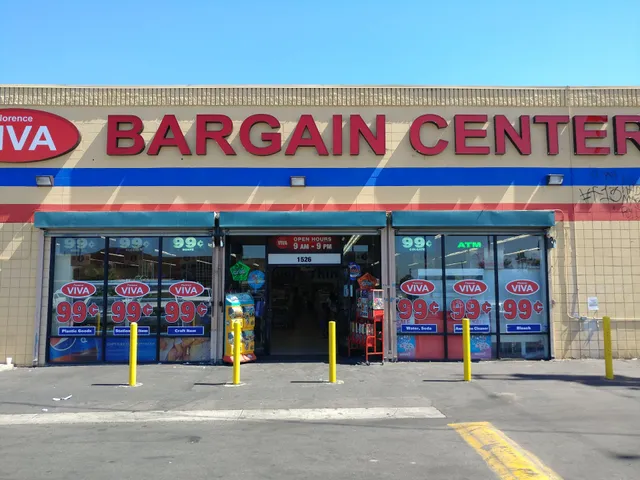 Florence
VIVA
BARGAIN CENTER
OPEN HOURS
VIVA
9 AM - 9 PM
1526
99¢ 99¢ 99¢
99¢
ATM
VIVA VIVA VIVA
99¢ 99¢ 99¢
Plastic Goods
Craft Item
VIVA VIVA VIVA
99¢ 99¢ 99¢
Water, Soda
Bleach